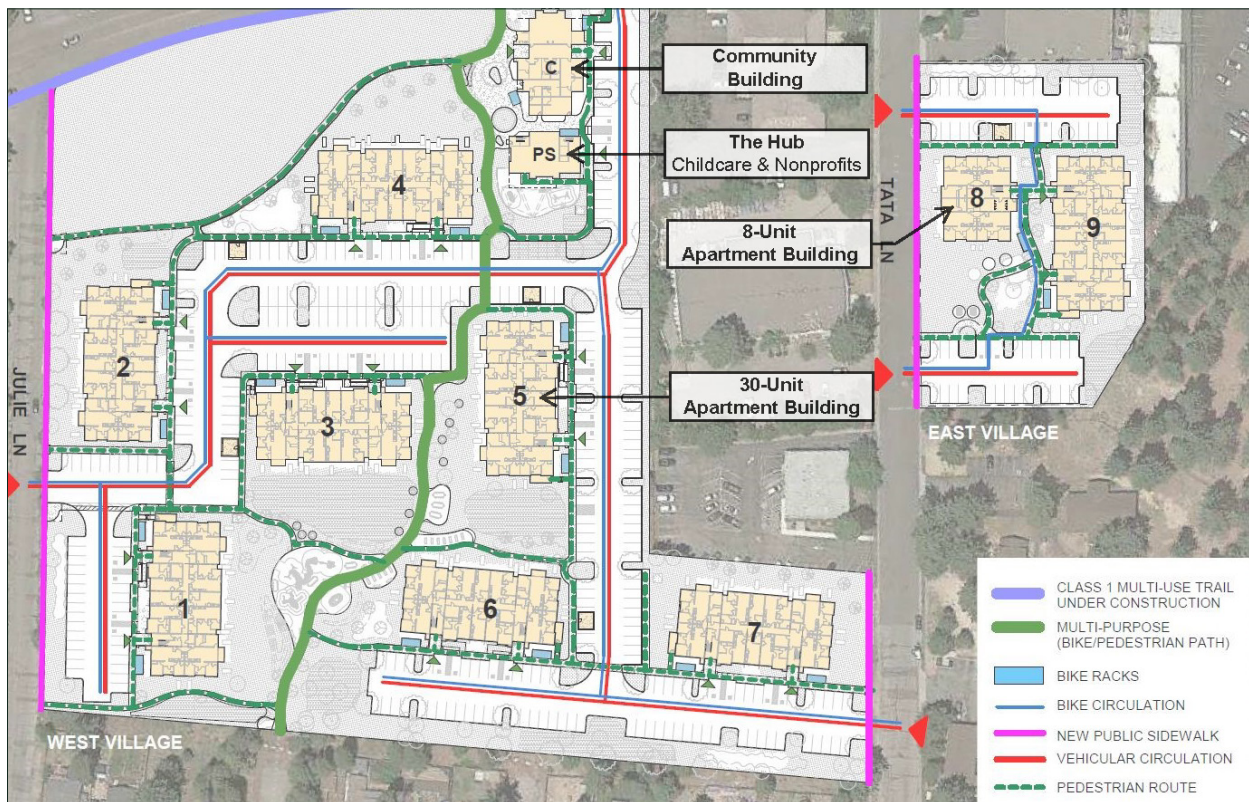 C
Community
Building
PS
The Hub
Childcare & Nonprofits
4
TATA LN
8
9
8-Unit
Apartment Building
2
JULIE LN
3
5
30-Unit
Apartment Building
EAST VILLAGE
1
6
7
WEST VILLAGE
CLASS 1 MULTI-USE TRAIL
UNDER CONSTRUCTION
MULTI-PURPOSE
(BIKE/PEDESTRIAN PATH)
BIKE RACKS
BIKE CIRCULATION
NEW PUBLIC SIDEWALK
VEHICULAR CIRCULATION
PEDESTRIAN ROUTE